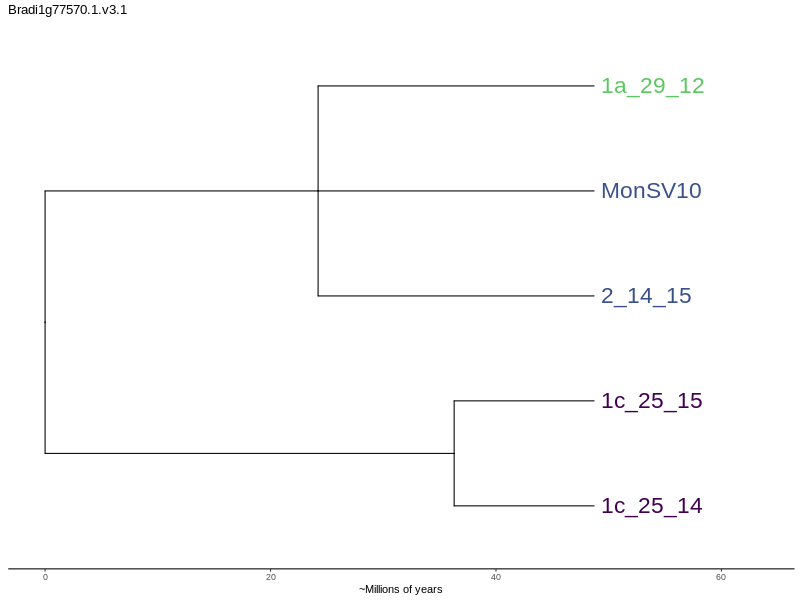 Bradi1g77570.1.v3.1
1a_29_12
MonSV10
2_14_15
1c_25_15
1c_25_14
0 20 40 60
~Millions of years